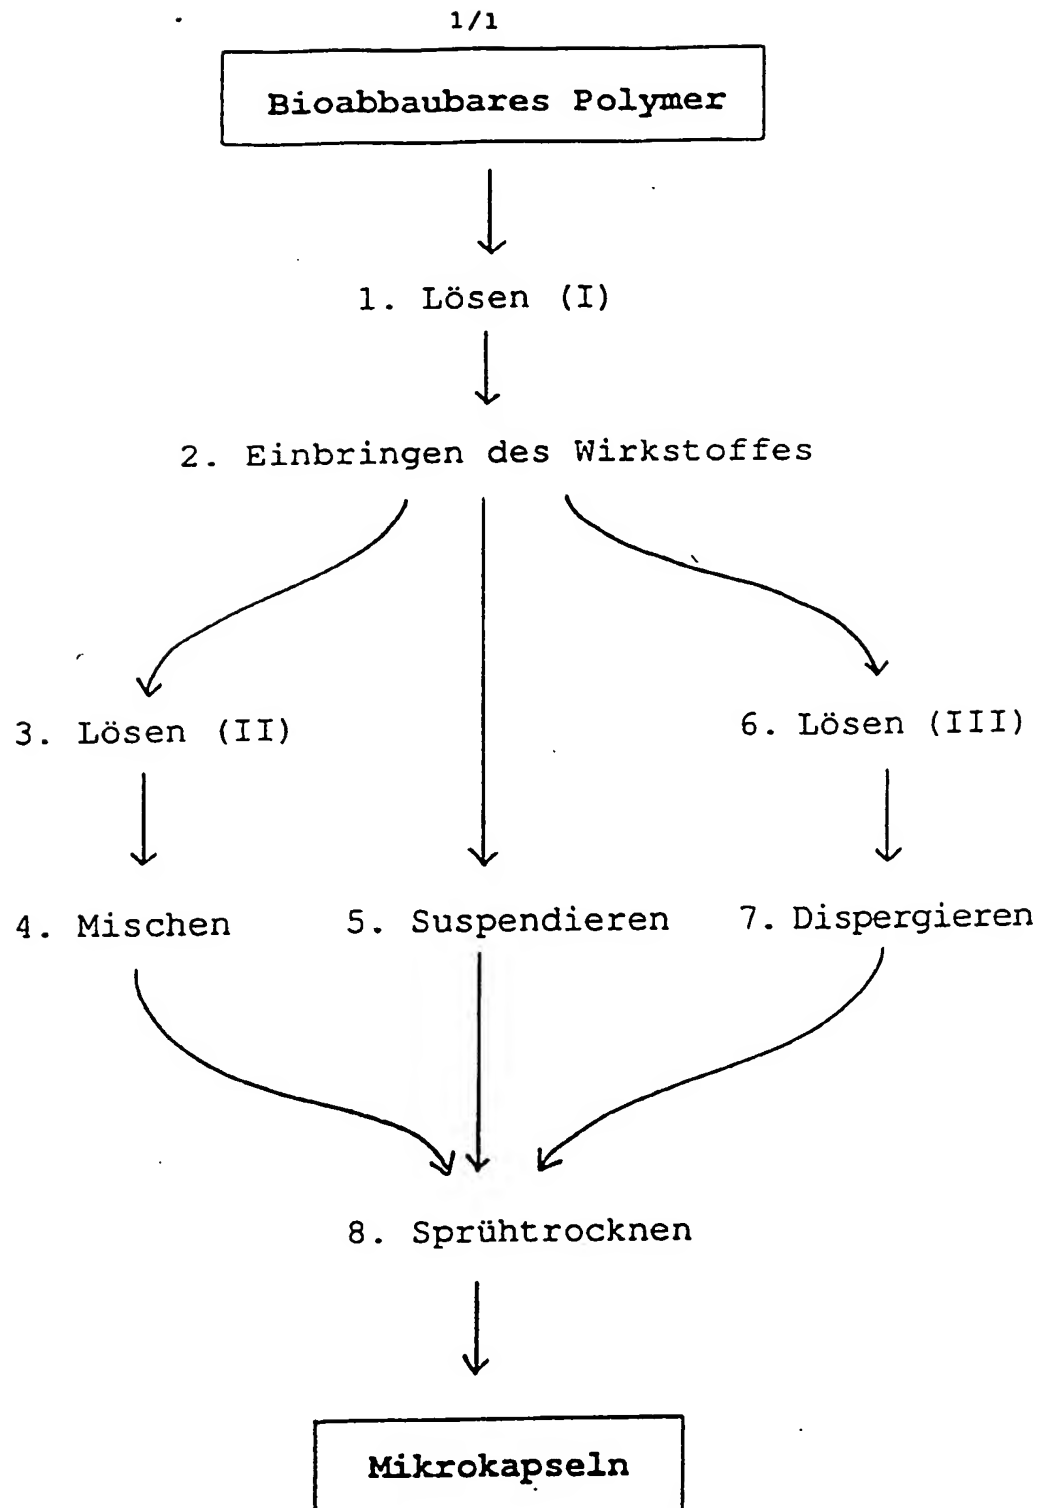 1/1
Bioabbaubares Polymer
1. Lösen (I)
2. Einbringen des Wirkstoffes
3. Lösen (II)
6. Lösen (III)
4. Mischen
5. Suspendieren
7. Dispergieren
8. Sprühtrocknen
Mikrokapseln